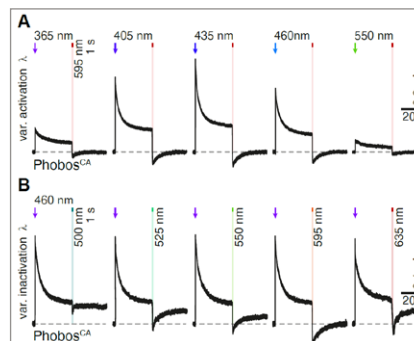 A
365 nm 405 nm 435 nm 460nm 550 nm
595 nm
1 s
var. activation λ
20
Phobos^CA
B
460 nm
500 nm
1 s
525 nm
550 nm
595 nm
635 nm
var. inactivation λ
20
Phobos^CA